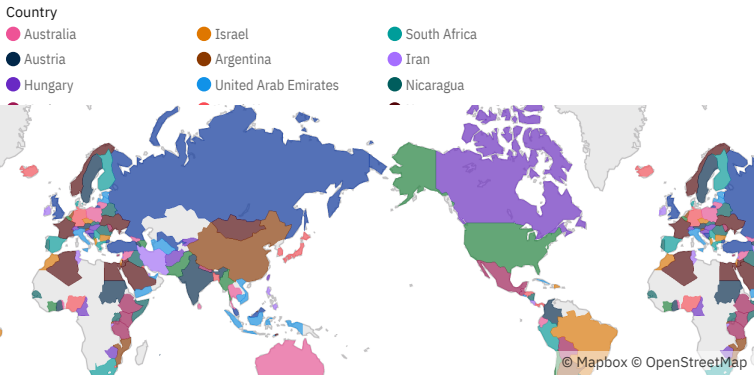 Country
Australia
Israel
South Africa
Austria
Argentina
Iran
Hungary
United Arab Emirates
Nicaragua
© Mapbox © OpenStreetMap